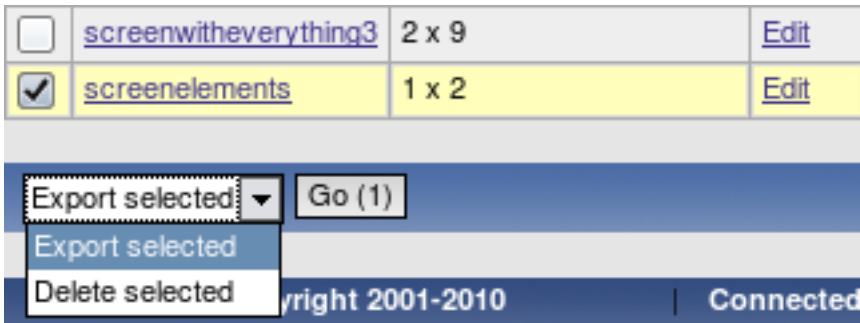 screenwitheverything3 2 x 9 Edit
screenelements 1 x 2 Edit
Export selected Go (1)
Export selected
Delete selected
2001-2010 Connected